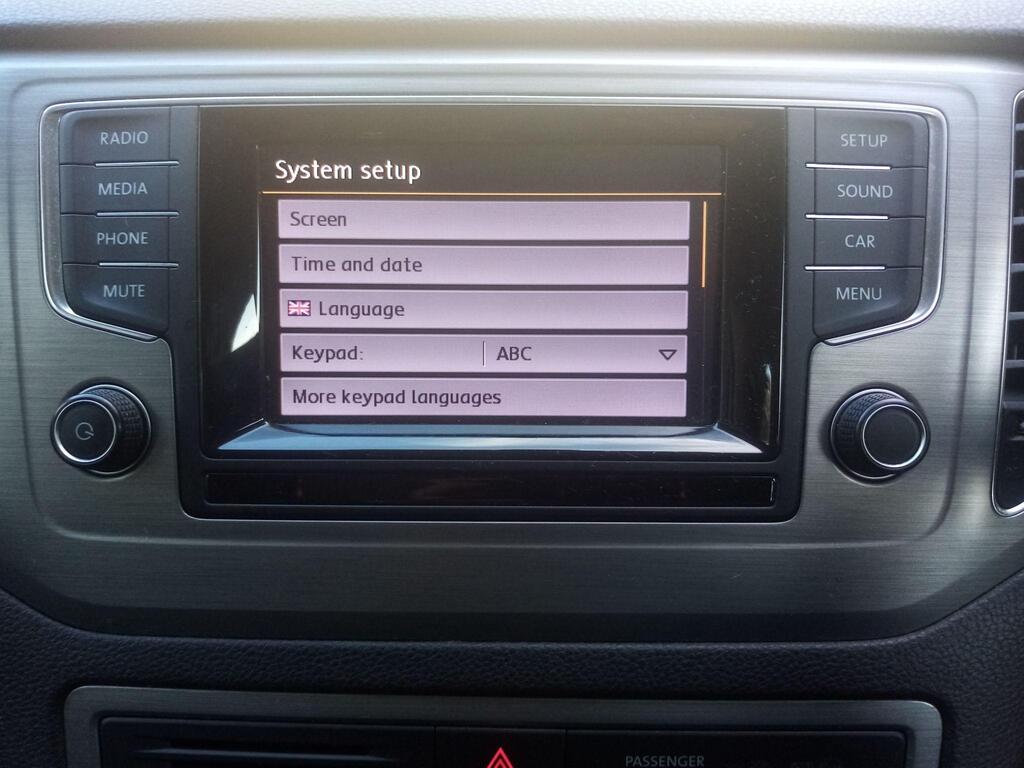 RADIO
MEDIA
PHONE
MUTE
System setup
Screen
Time and date
Language
Keypad: ABC
More keypad languages
SETUP
SOUND
CAR
MENU
PASSENGER